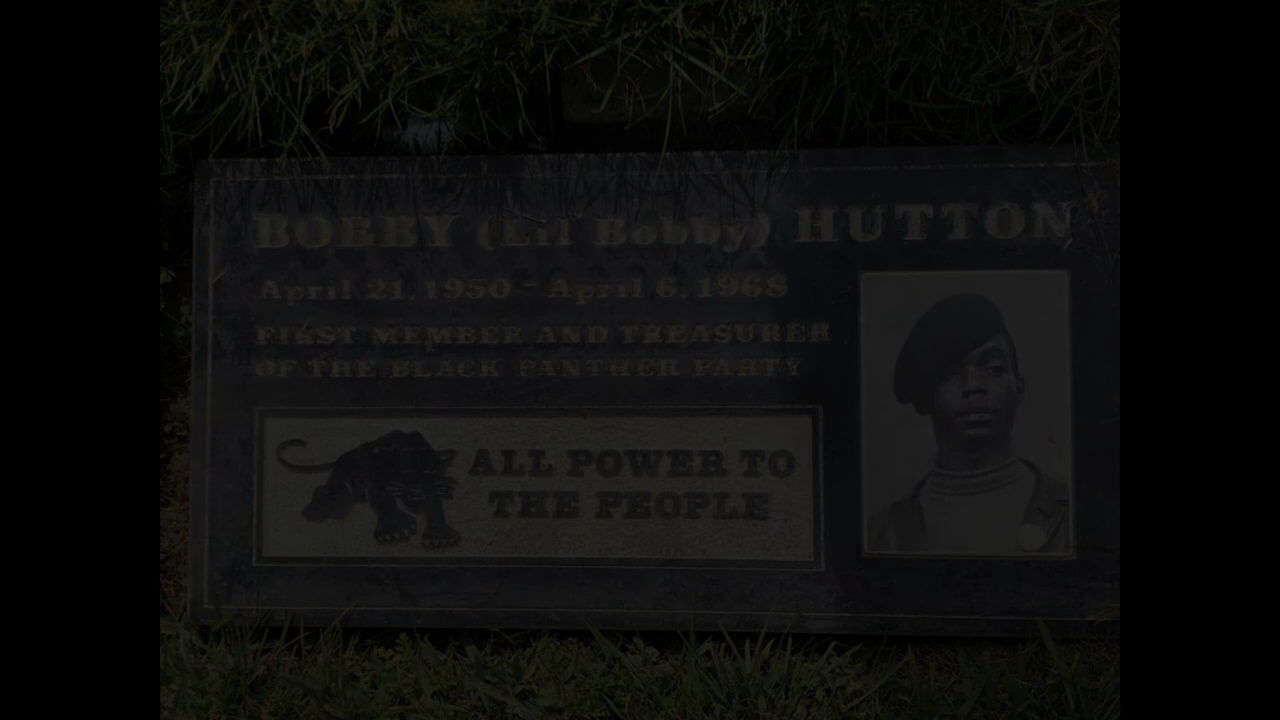 BOBBY (Lil Bobby) HUTTON
April 21, 1950 - April 6, 1968
FIRST MEMBER AND TREASURER
OF THE BLACK PANTHER PARTY
ALL POWER TO
THE PEOPLE